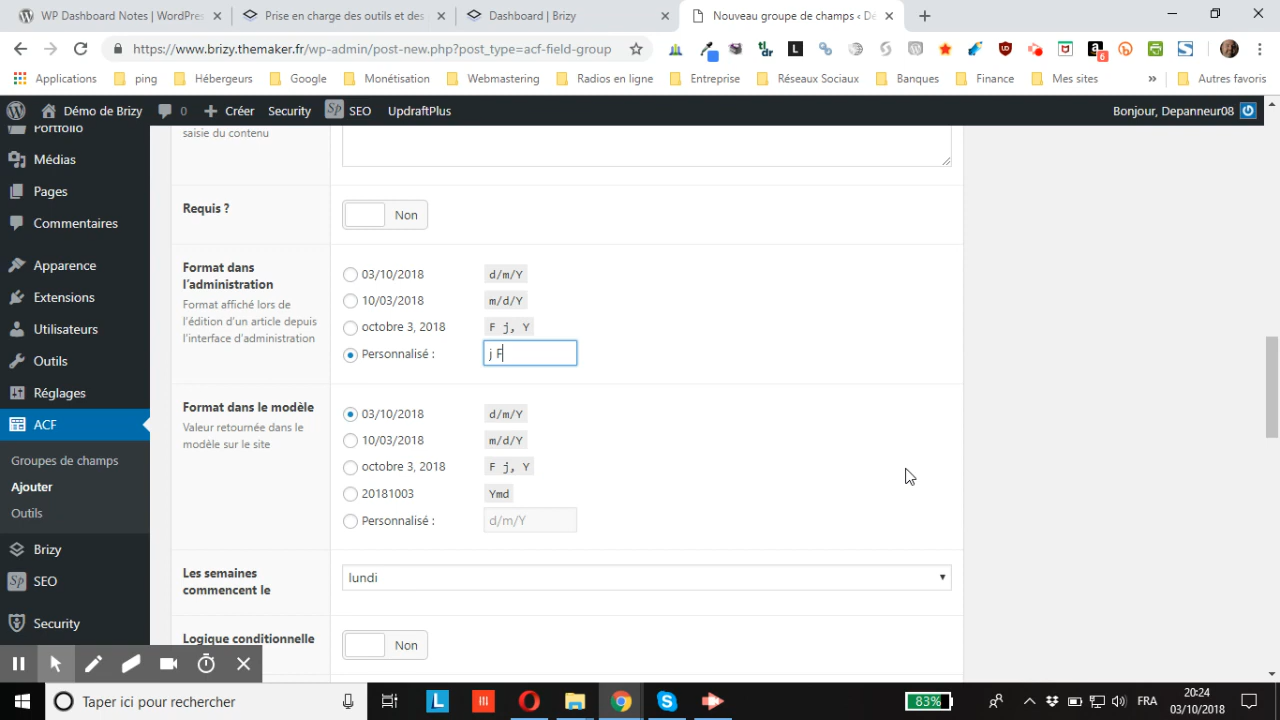 WP Dashboard Notes | WordPres
Prise en charge des outils et des
Dashboard | Brizy
Nouveau groupe de champs ‹ Dé
https://www.brizy.themaker.fr/wp-admin/post-new.php?post_type=acf-field-group
Applications
ping
Hébergeurs
Google
Monétisation
Webmastering
Radios en ligne
Entreprise
Réseaux Sociaux
Banques
Finance
Mes sites
»
Autres favoris
Démo de Brizy
0
Créer
Security
SEO
UpdraftPlus
Bonjour, Depanneur08
Portfolio
Médias
Pages
Commentaires
Apparence
Extensions
Utilisateurs
Outils
Réglages
ACF
Groupes de champs
Ajouter
Outils
Brizy
SEO
Security
saisie du contenu
Requis ?
Non
Format dans
l'administration
Format affiché lors de
l'édition d'un article depuis
l'interface d'administration
03/10/2018 d/m/Y
10/03/2018 m/d/Y
octobre 3, 2018 F j, Y
Personnalisé : j F
Format dans le modèle
Valeur retournée dans le
modèle sur le site
03/10/2018 d/m/Y
10/03/2018 m/d/Y
octobre 3, 2018 F j, Y
20181003 Ymd
Personnalisé : d/m/Y
Les semaines
commencent le
lundi
Logique conditionnelle
Non
Taper ici pour rechercher
83%
FRA
20:24
03/10/2018